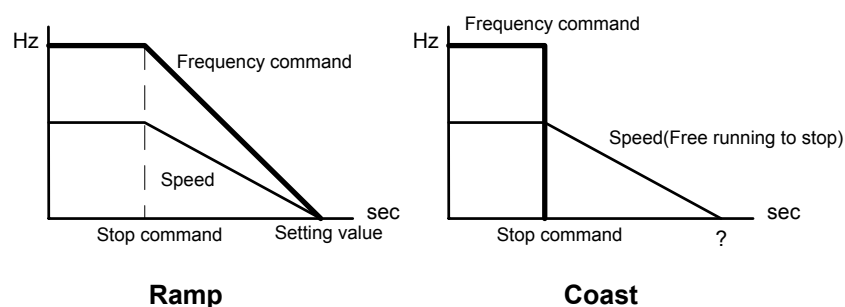 Hz
Frequency command
Speed
sec
Stop command
Setting value
Ramp
Frequency command
Hz
Speed(Free running to stop)
sec
Stop command
?
Coast